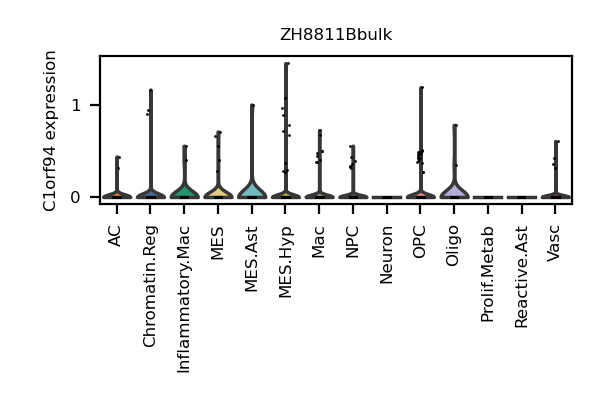 ZH8811Bbulk
C1orf94 expression
1
0
AC
Chromatin.Reg
Inflammatory.Mac
MES
MES.Ast
MES.Hyp
Mac
NPC
Neuron
OPC
Oligo
Prolif.Metab
Reactive.Ast
Vasc